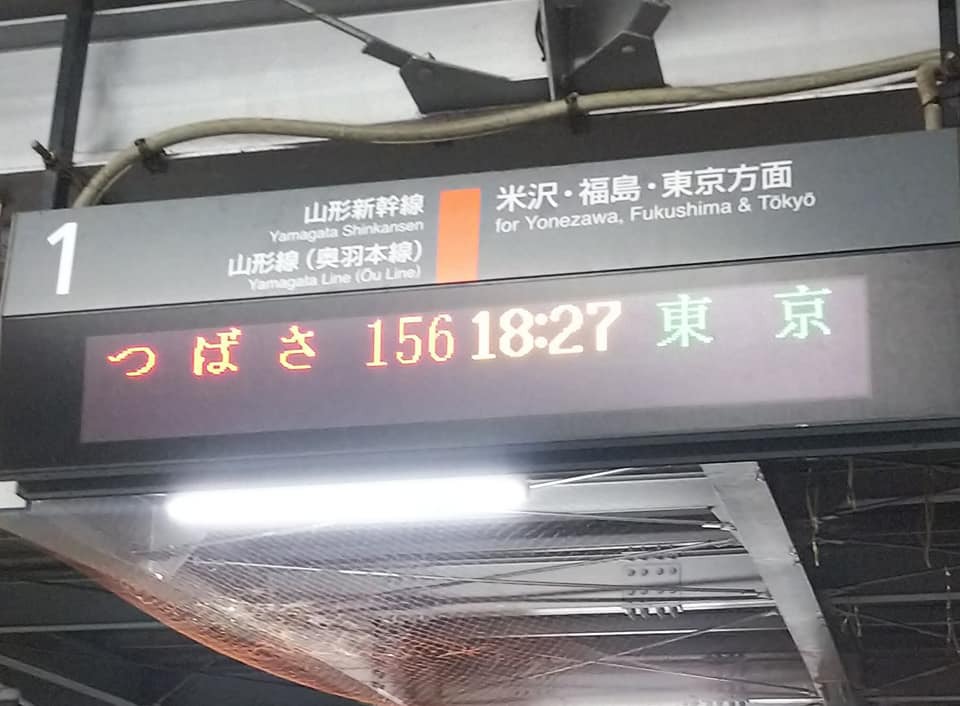 1
山形新幹線
Yamagata Shinkansen
山形線（奥羽本線）
Yamagata Line (Ōu Line)
米沢・福島・東京方面
for Yonezawa, Fukushima & Tōkyō
つばさ 156 18:27 東京